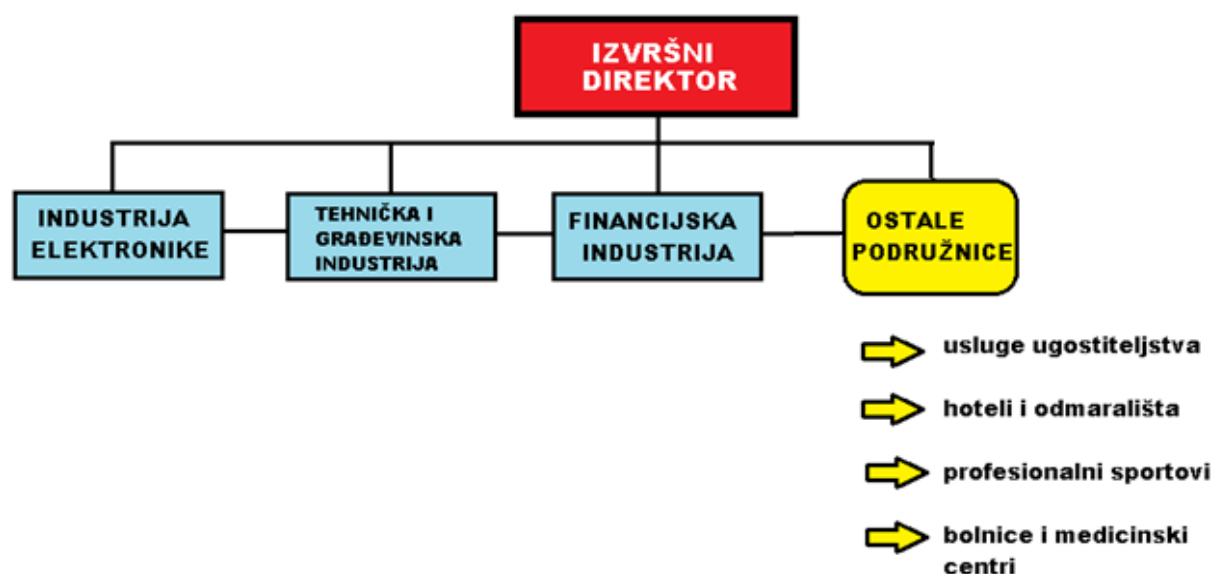 IZVRŠNI
DIREKTOR
INDUSTRIJA
ELEKTRONIKE
TEHNIČKA I
GRAĐEVINSKA
INDUSTRIJA
FINANCIJSKA
INDUSTRIJA
OSTALE
PODRUŽNICE
usluge ugostiteljstva
hoteli i odmarališta
profesionalni sportovi
bolnice i medicinski
centri